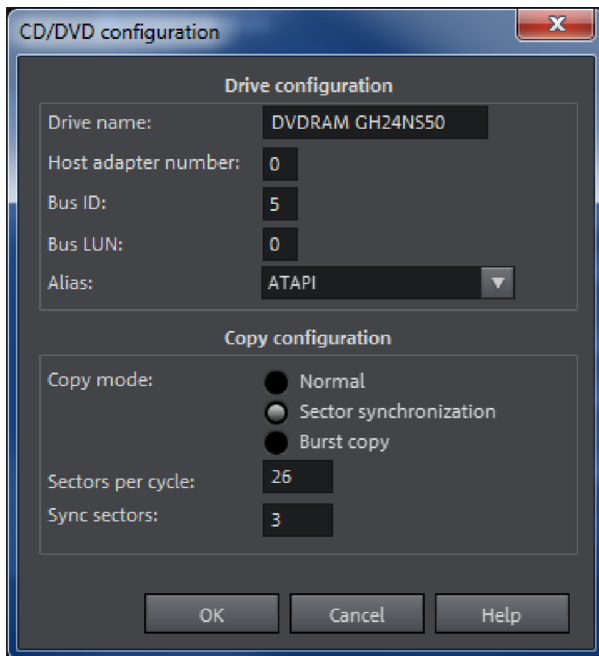 CD/DVD configuration
Drive configuration
Drive name: DVDRAM GH24NS50
Host adapter number: 0
Bus ID: 5
Bus LUN: 0
Alias: ATAPI
Copy configuration
Copy mode: Normal
Sector synchronization
Burst copy
Sectors per cycle: 26
Sync sectors: 3
OK Cancel Help